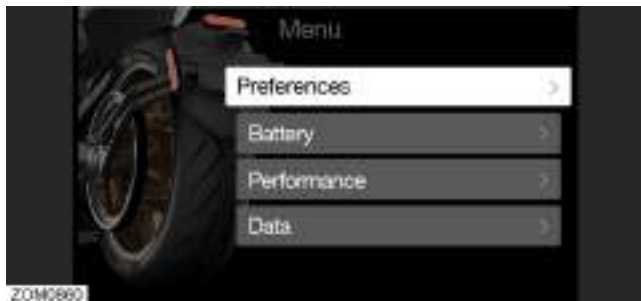 Menu
Preferences
Battery
Performance
Data
ZOM0860